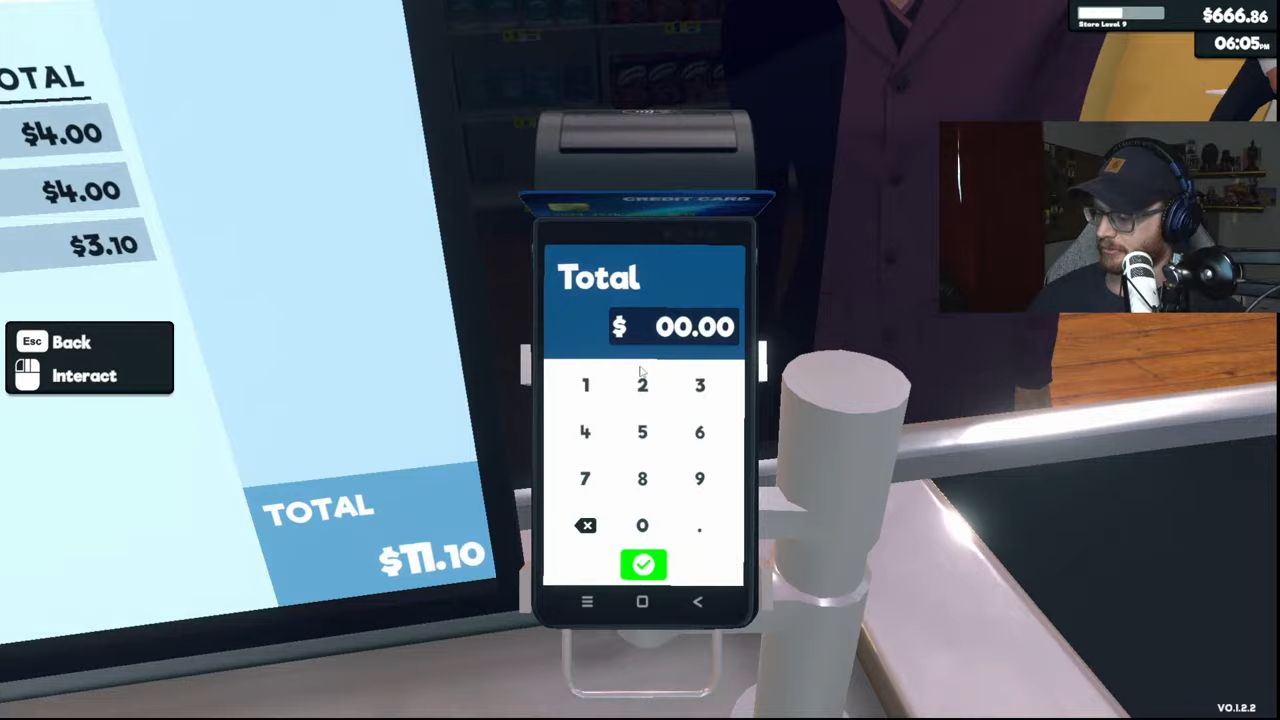 $666.86
Store Level 9
06:05PM
OTAL
$4.00
$4.00
$3.10
CREDIT CARD
Total
$ 00.00
Esc Back
Interact
1 2 3
4 5 6
7 8 9
0 .
TOTAL
$11.10
V0.1.2.2